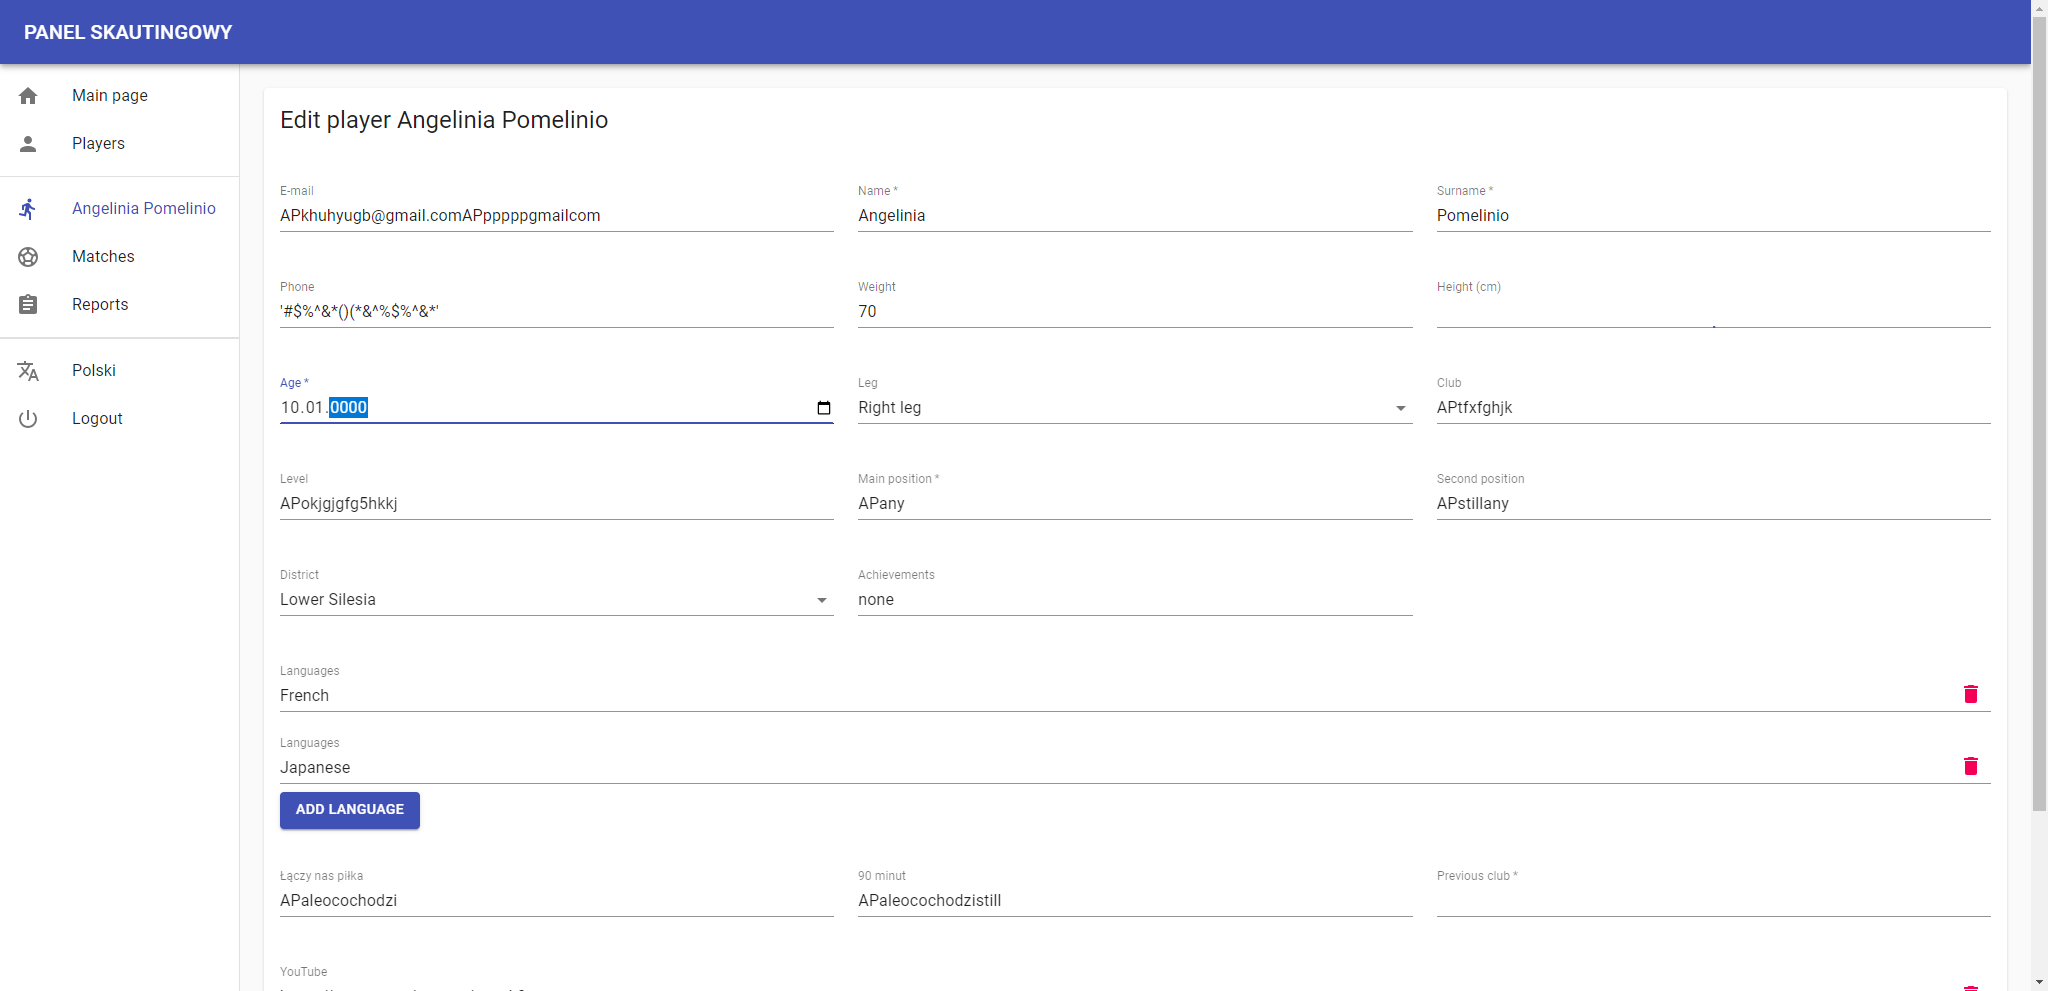 PANEL SKAUTINGOWY
Main page
Players
Angelinia Pomelinio
Matches
Reports
Polski
Logout
Edit player Angelinia Pomelinio
E-mail
APkhuhyugb@gmail.comAPpppppgmailcom
Name *
Angelinia
Surname *
Pomelinio
Phone
'#$%^&*()(*&^%$%^&*'
Weight
70
Height (cm)
Age *
10.01.0000
Leg
Right leg
Club
APtfxfghjk
Level
APokjgjgfg5hkkj
Main position *
APany
Second position
APstillany
District
Lower Silesia
Achievements
none
Languages
French
Languages
Japanese
ADD LANGUAGE
Łączy nas piłka
APaleocochodzi
90 minut
APaleocochodzistill
Previous club *
YouTube